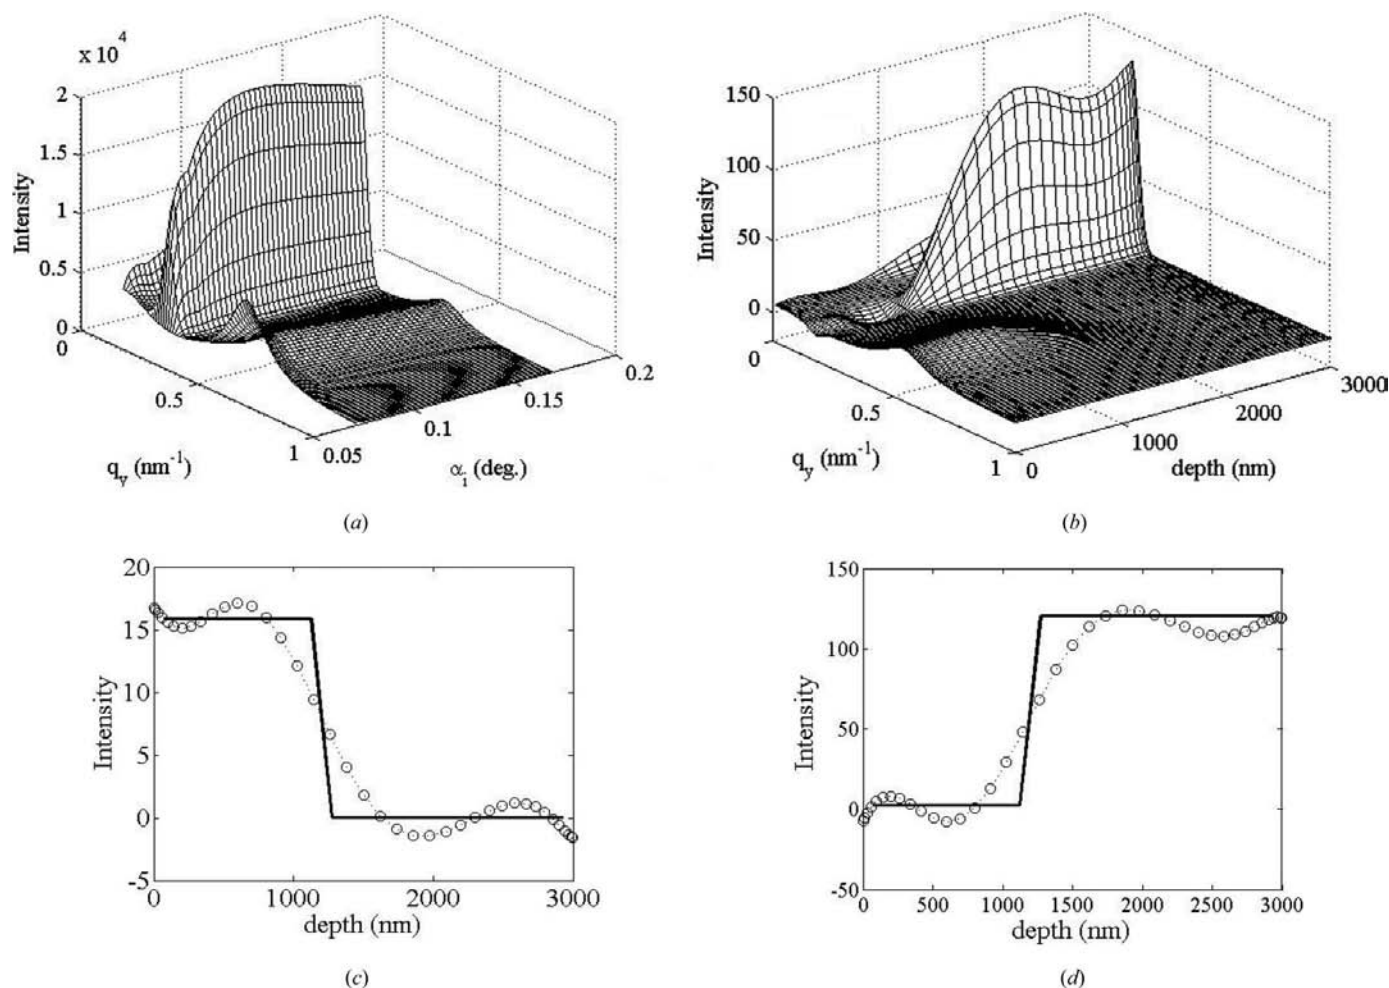 x 10⁴
2
1.5
1
0.5
0
Intensity
0
0.5
1
q_y (nm⁻¹)
0.05
0.1
0.15
0.2
α_i (deg.)
(a)
150
100
50
0
Intensity
0
0.5
1
q_y (nm⁻¹)
0
1000
2000
3000
depth (nm)
(b)
20
15
10
5
0
-5
Intensity
0 1000 2000 3000
depth (nm)
(c)
150
100
50
0
-50
Intensity
0 500 1000 1500 2000 2500 3000
depth (nm)
(d)